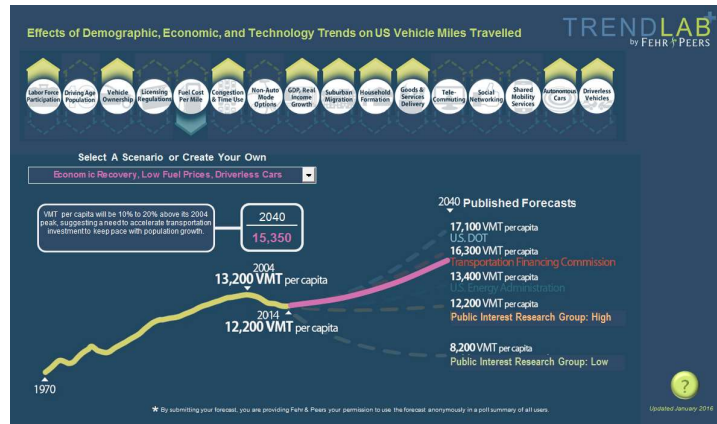 Effects of Demographic, Economic, and Technology Trends on US Vehicle Miles Travelled
TRENDLAB+
by FEHR PEERS
Labor Force
Participation
Driving Age
Population
Vehicle
Ownership
Licensing
Regulations
Fuel Cost
Per Mile
Congestion
& Time Use
Non-Auto
Mode
Options
GDP, Real
Income
Growth
Suburban
Migration
Household
Formation
Goods &
Services
Delivery
Tele-
Commuting
Social
Networking
Shared
Mobility
Services
Autonomous
Cars
Driverless
Vehicles
Select A Scenario or Create Your Own
Economic Recovery, Low Fuel Prices, Driverless Cars
VMT per capita will be 10% to 20% above its 2004
peak, suggesting a need to accelerate transportation
investment to keep pace with population growth.
2040
15,350
2040 Published Forecasts
17,100 VMT per capita
U.S. DOT
16,300 VMT per capita
Transportation Financing Commission
13,400 VMT per capita
U.S. Energy Administration
12,200 VMT per capita
Public Interest Research Group: High
8,200 VMT per capita
Public Interest Research Group: Low
2004
13,200 VMT per capita
2014
12,200 VMT per capita
1970
?
* By submitting your forecast, you are providing Fehr & Peers your permission to use the forecast anonymously in a poll summary of all users.
Updated January 2016